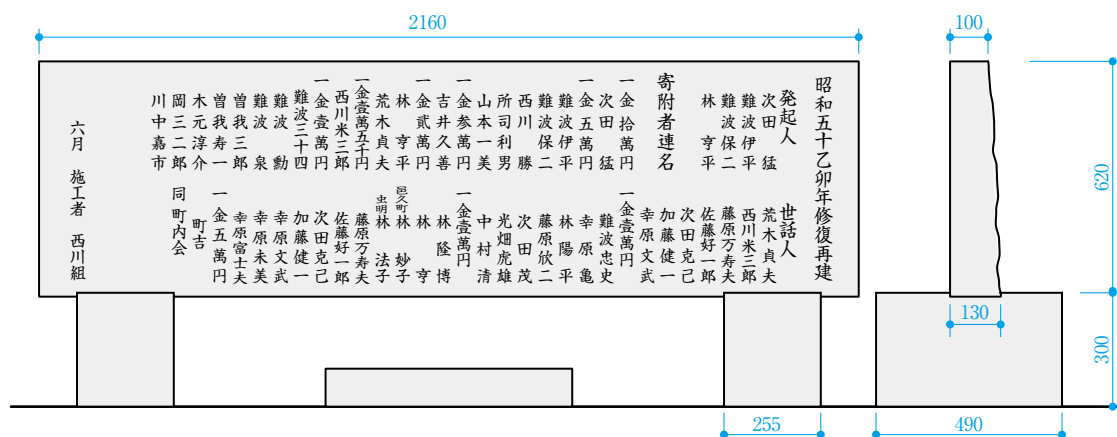 昭和五十乙卯年修復再建
発起人 世話人
次田 猛 荒木貞夫
難波伊平 西川米三郎
難波保二 藤原万寿夫
林 亨平 佐藤好一郎
次田克己
寄附者連名 加藤健一
幸原文武
一金拾萬円 一金壹萬円
次田 猛 難波忠史
一金五萬円 幸原 亀
難波伊平 林 陽平
難波保二 藤原欣二
西川 勝 次田 茂
所司利男 光畑虎雄
山本一美 中村 清
一金参萬円 一金壹萬円
吉井久善 林 隆博
一金貳萬円 林 亨
林 亨平 邑久町 林 妙子
荒木貞夫 虫明 林 法子
一金壹萬五千円 藤原万寿夫
西川米三郎 佐藤好一郎
一金壹萬円 次田克己
難波三十四 加藤健一
難波 勳 幸原文武
難波 泉 幸原未美
曽我三郎 幸原富士夫
曽我寿一 一金五萬円
木元淳介 町吉
岡三二郎 同 町内会
川中嘉市
六月 施工者 西川組
2160
100
620
130
300
255
490